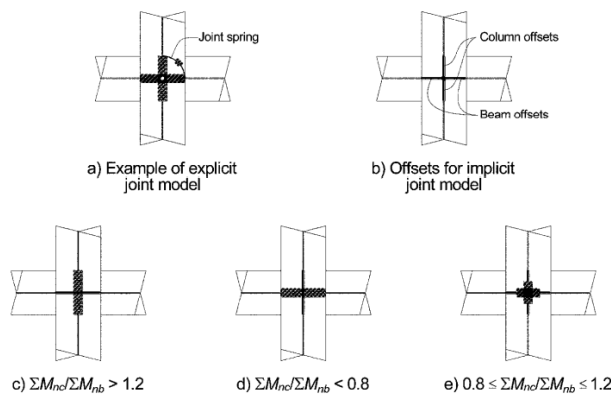 Joint spring
Column offsets
Beam offsets
a) Example of explicit
joint model
b) Offsets for implicit
joint model
c) ΣMnc/ΣMnb > 1.2
d) ΣMnc/ΣMnb < 0.8
e) 0.8 ≤ ΣMnc/ΣMnb ≤ 1.2